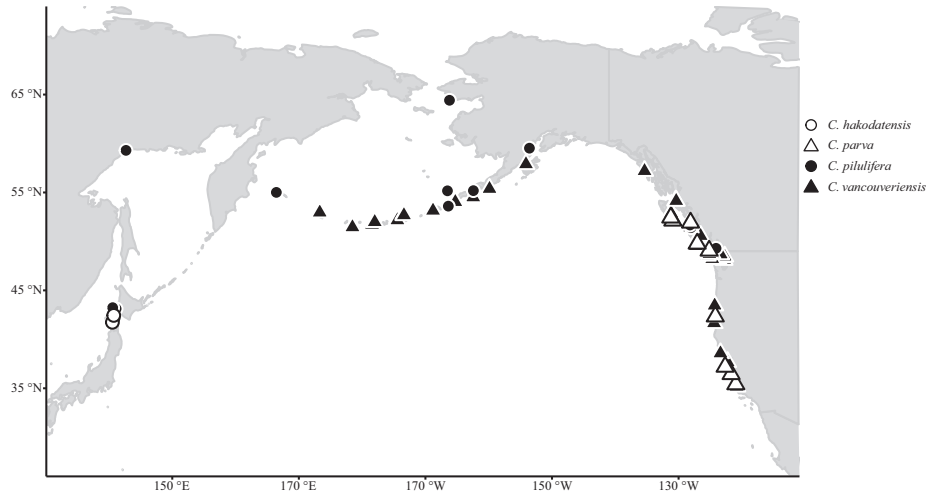 65 °N
55 °N
45 °N
35 °N
150 °E
170 °E
170 °W
150 °W
130 °W
C. hakodatensis
C. parva
C. pilulifera
C. vancouveriensis